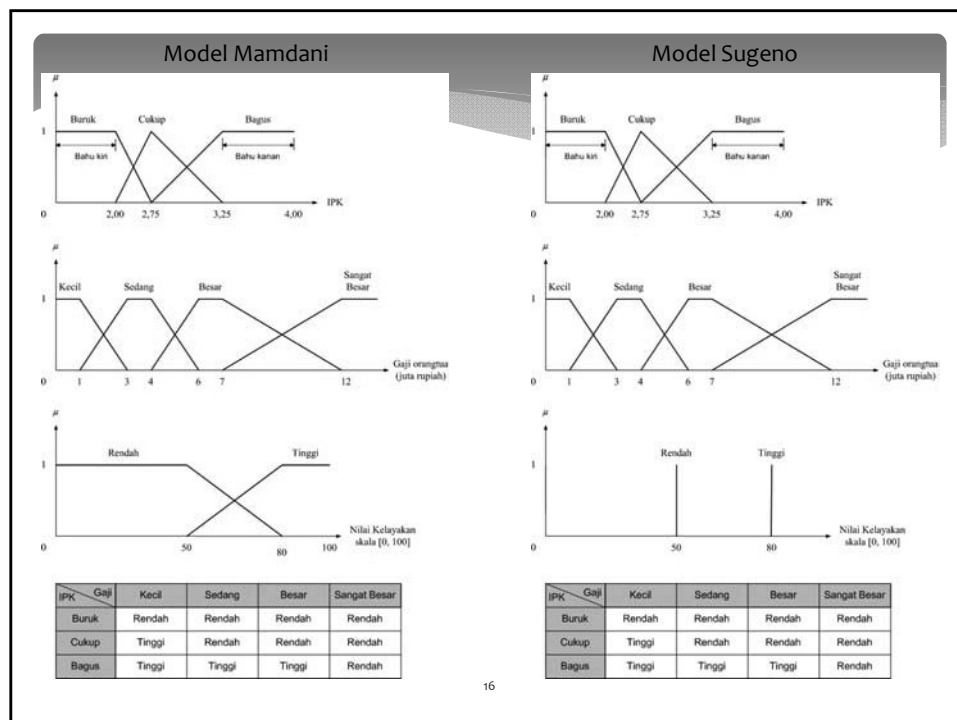 Model Mamdani
μ
Buruk Cukup Bagus
1
Bahu kiri Bahu kanan
IPK
0 2,00 2,75 3,25 4,00
μ
Kecil Sedang Besar Sangat
Besar
1
Gaji orangtua
(juta rupiah)
0 1 3 4 6 7 12
μ
Rendah Tinggi
1
Nilai Kelayakan
skala [0, 100]
0 50 80 100
IPK Gaji Kecil Sedang Besar Sangat Besar
Buruk Rendah Rendah Rendah Rendah
Cukup Tinggi Rendah Rendah Rendah
Bagus Tinggi Tinggi Tinggi Rendah
Model Sugeno
μ
Buruk Cukup Bagus
1
Bahu kiri Bahu kanan
IPK
0 2,00 2,75 3,25 4,00
μ
Kecil Sedang Besar Sangat
Besar
1
Gaji orangtua
(juta rupiah)
0 1 3 4 6 7 12
μ
Rendah Tinggi
1
Nilai Kelayakan
skala [0, 100]
0 50 80
IPK Gaji Kecil Sedang Besar Sangat Besar
Buruk Rendah Rendah Rendah Rendah
Cukup Tinggi Rendah Rendah Rendah
Bagus Tinggi Tinggi Tinggi Rendah
16